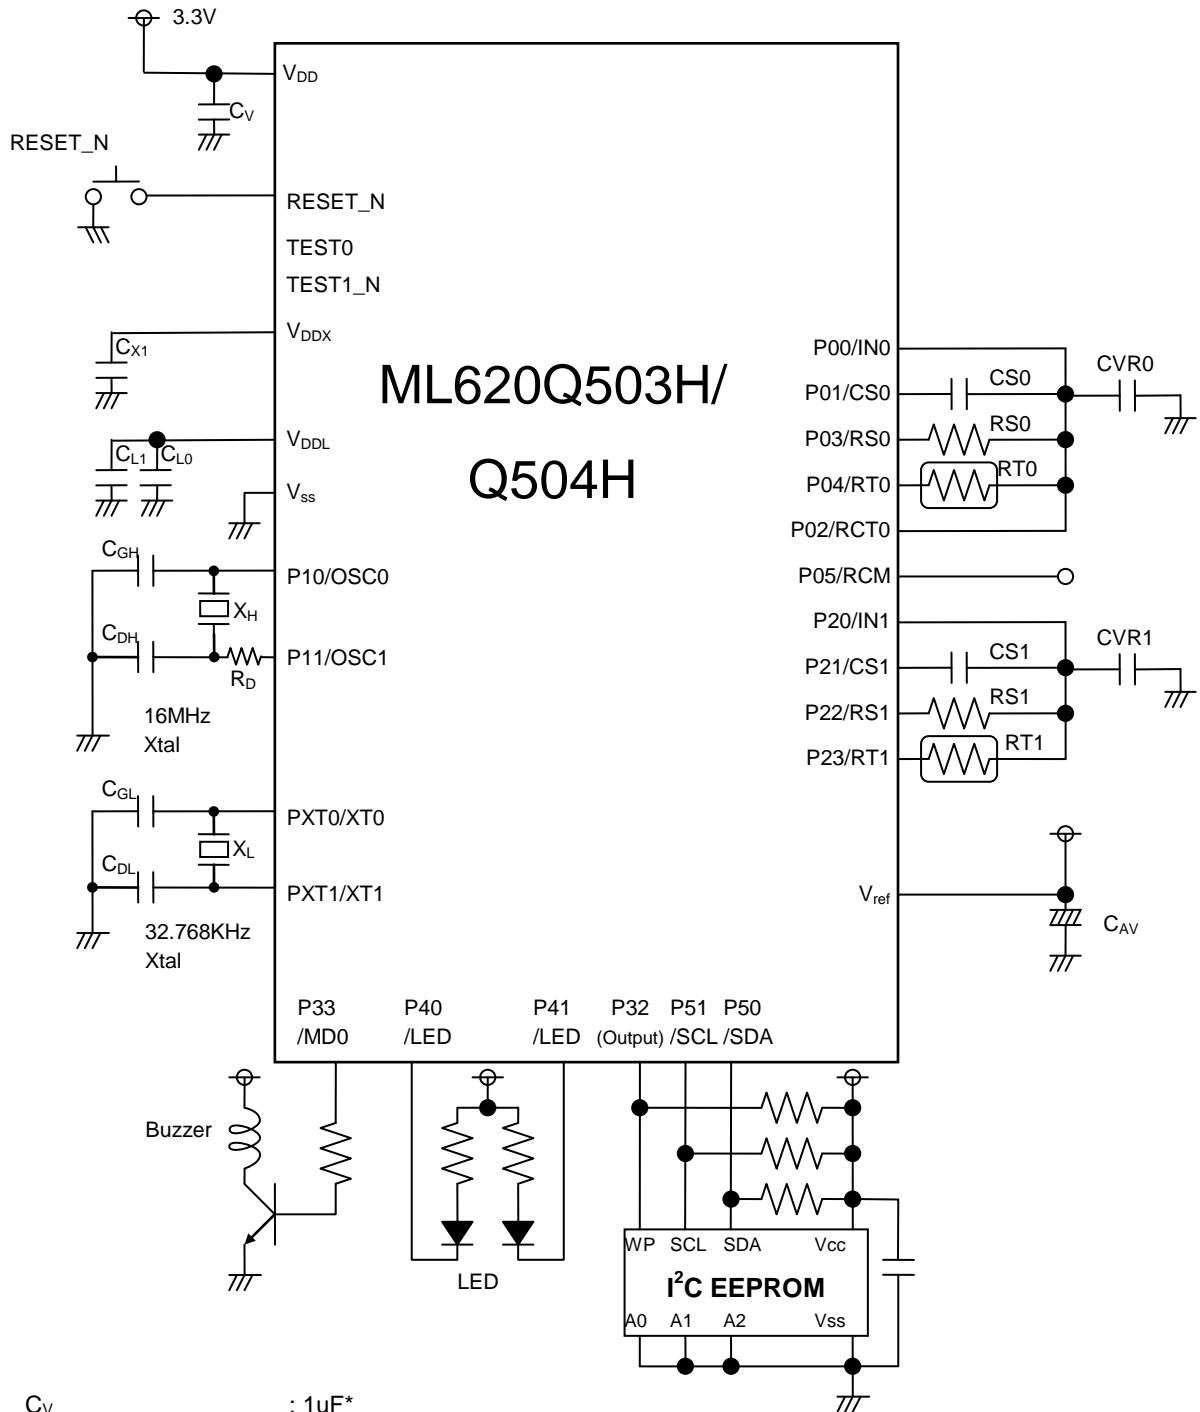 3.3V
VDD
CV
RESET_N
RESET_N
TEST0
TEST1_N
VDDX
CX1
ML620Q503H/
Q504H
VDDL
CL1 CL0
Vss
CGH
P10/OSC0
XH
CDH
P11/OSC1
RD
16MHz
Xtal
CGL
PXT0/XT0
XL
CDL
PXT1/XT1
32.768KHz
Xtal
P00/IN0
CVR0
P01/CS0 CS0
P03/RS0 RS0
P04/RT0 RT0
P02/RCT0
P05/RCM
P20/IN1
CVR1
P21/CS1 CS1
P22/RS1 RS1
P23/RT1 RT1
Vref
CAV
P33 P40 P41 P32 P51 P50
/MD0 /LED /LED (Output) /SCL /SDA
Buzzer
LED
WP SCL SDA Vcc
I²C EEPROM
A0 A1 A2 Vss
CV : 1uF*